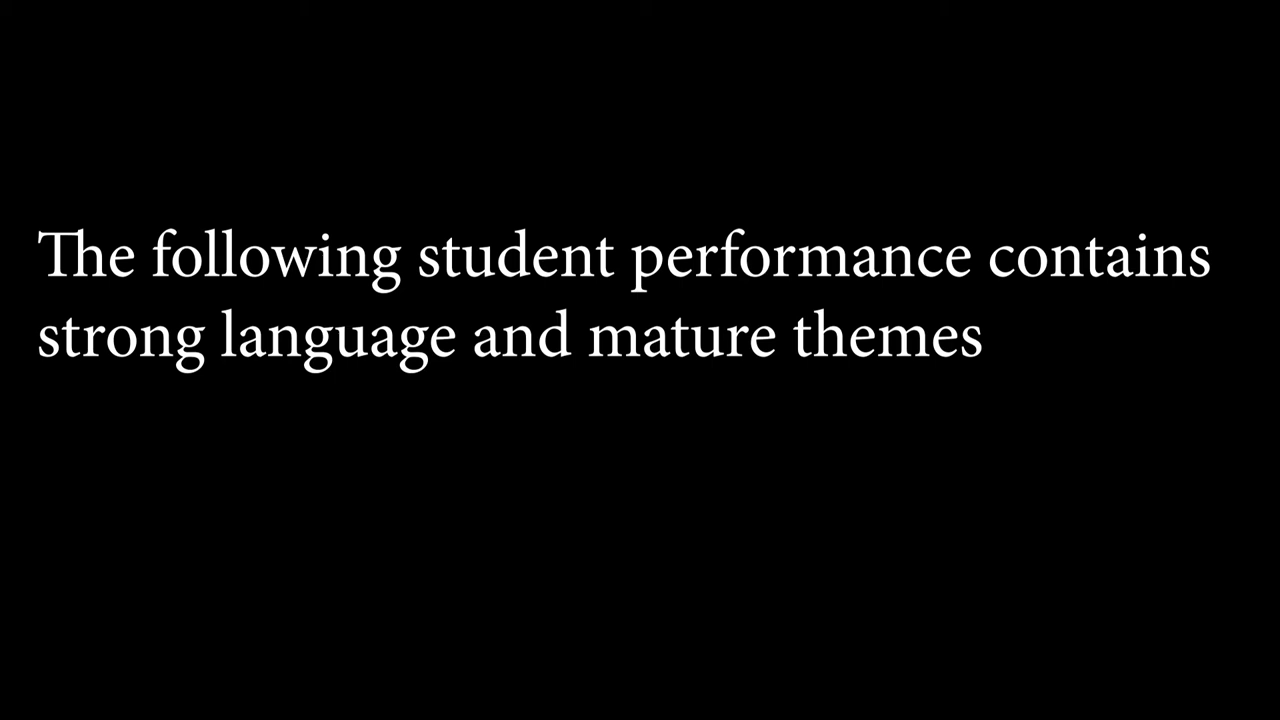 The following student performance contains
strong language and mature themes